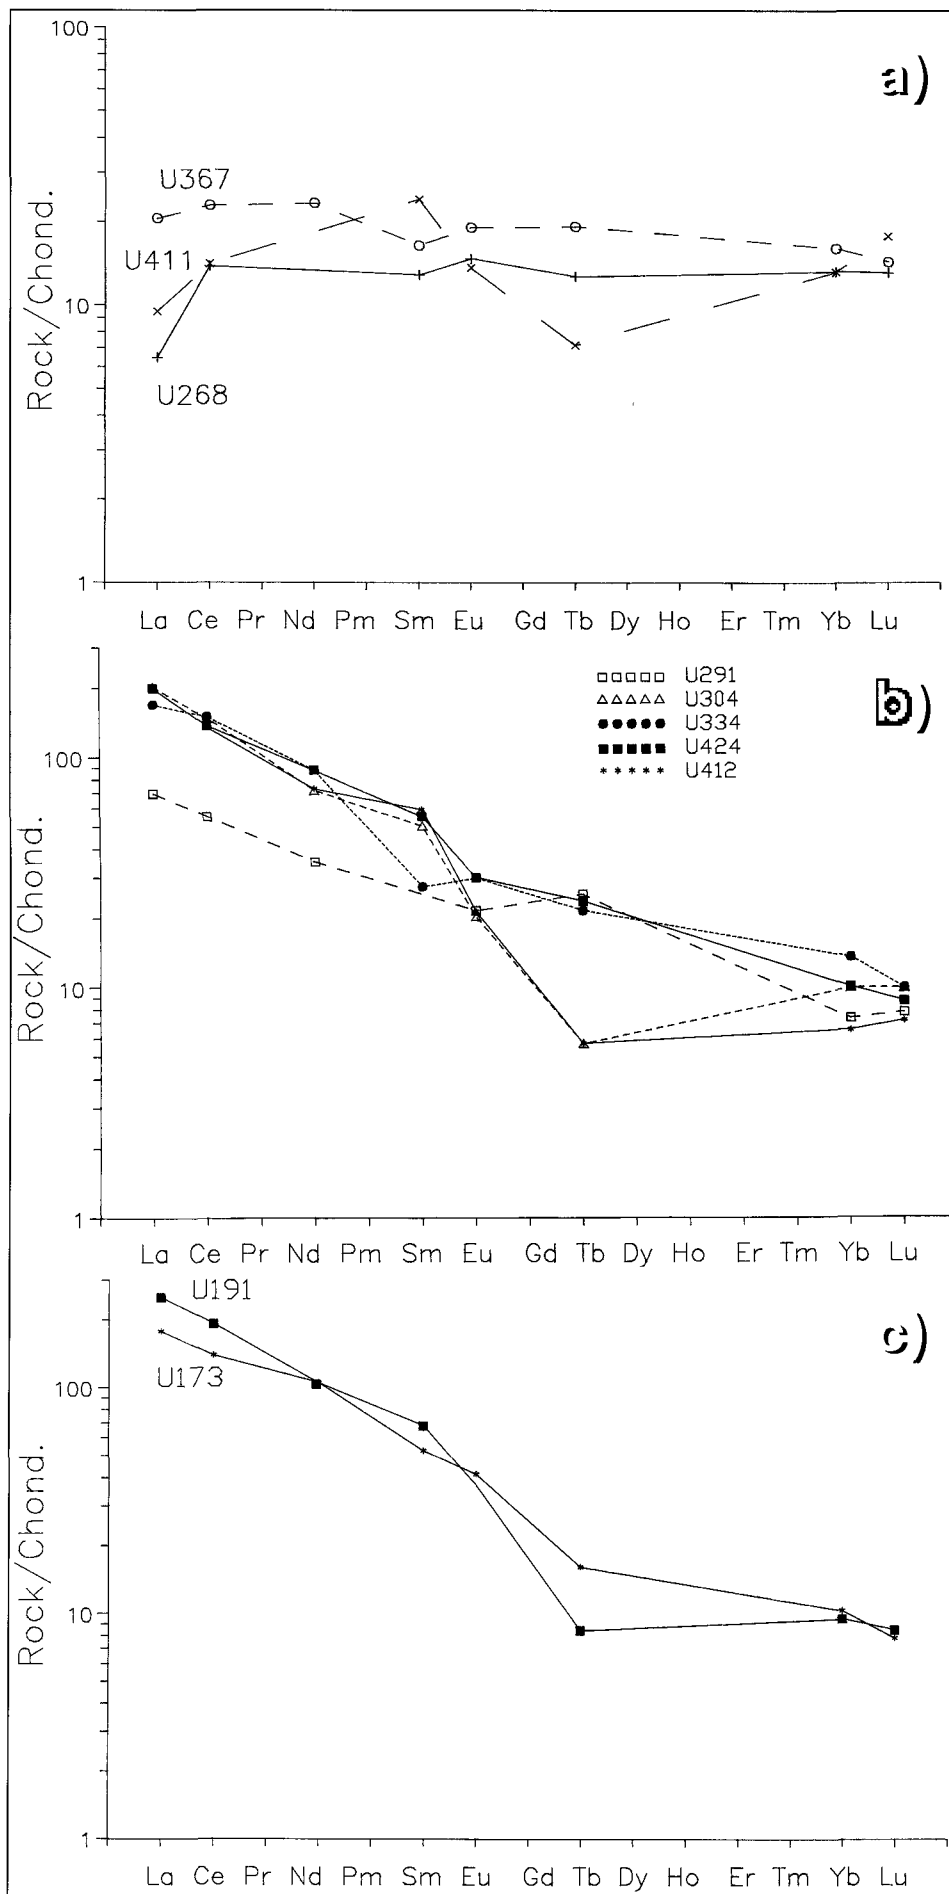 100
a)
U367
U411
10
U268
Rock/Chond.
1
La Ce Pr Nd Pm Sm Eu Gd Tb Dy Ho Er Tm Yb Lu
U291
b)
U304
U334
U424
100
U412
Rock/Chond.
10
1
La Ce Pr Nd Pm Sm Eu Gd Tb Dy Ho Er Tm Yb Lu
U191
c)
U173
100
Rock/Chond.
10
1
La Ce Pr Nd Pm Sm Eu Gd Tb Dy Ho Er Tm Yb Lu